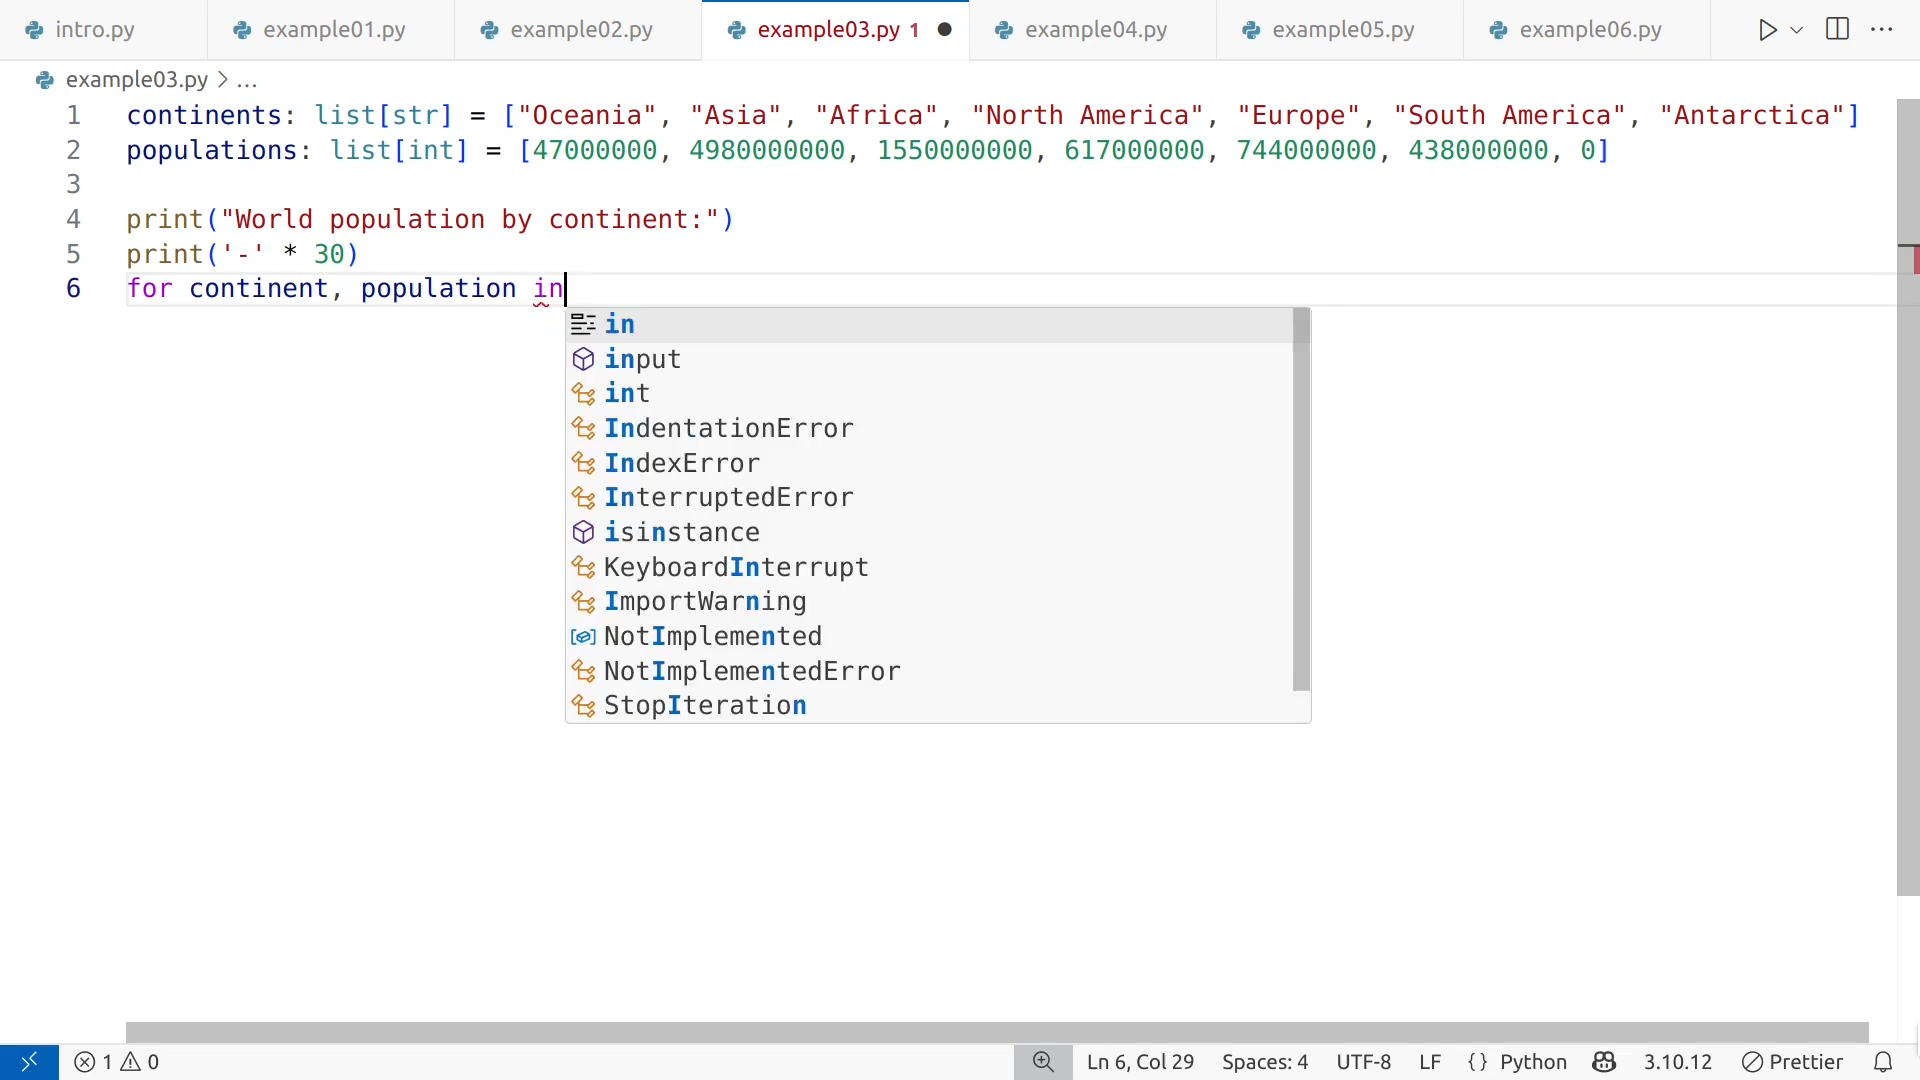 intro.py
example01.py
example02.py
example03.py 1
example04.py
example05.py
example06.py
example03.py > ...
1 continents: list[str] = ["Oceania", "Asia", "Africa", "North America", "Europe", "South America", "Antarctica"]
2 populations: list[int] = [47000000, 4980000000, 1550000000, 617000000, 744000000, 438000000, 0]
3
4 print("World population by continent:")
5 print('-' * 30)
6 for continent, population in
in
input
int
IndentationError
IndexError
InterruptedError
isinstance
KeyboardInterrupt
ImportWarning
NotImplemented
NotImplementedError
StopIteration
1 0 Ln 6, Col 29 Spaces: 4 UTF-8 LF {} Python 3.10.12 Prettier